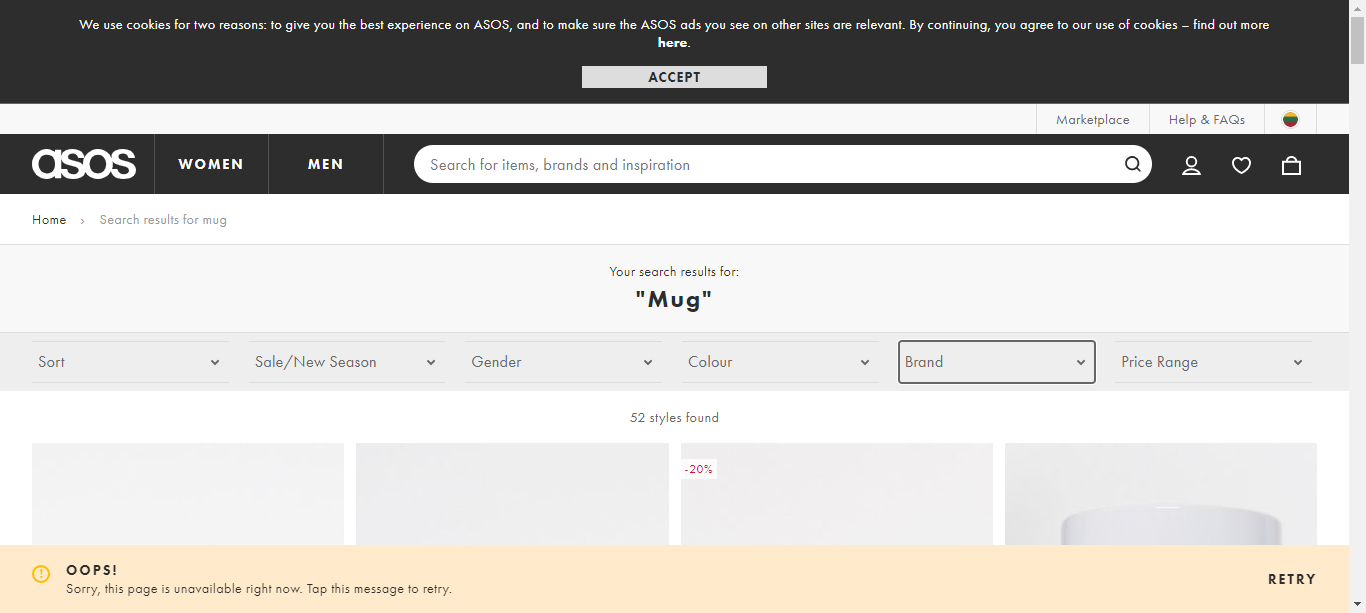 We use cookies for two reasons: to give you the best experience on ASOS, and to make sure the ASOS ads you see on other sites are relevant. By continuing, you agree to our use of cookies – find out more
here.
ACCEPT
Marketplace
Help & FAQs
asos
WOMEN
MEN
Search for items, brands and inspiration
Home › Search results for mug
Your search results for:
"Mug"
Sort
Sale/New Season
Gender
Colour
Brand
Price Range
52 styles found
-20%
OOPS!
Sorry, this page is unavailable right now. Tap this message to retry.
RETRY